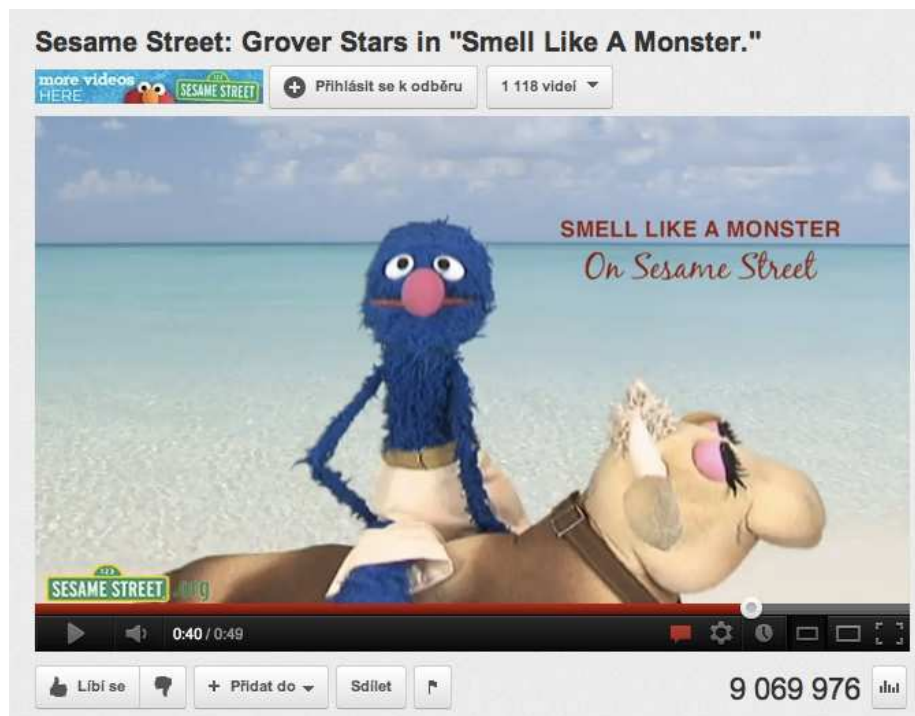 Sesame Street: Grover Stars in "Smell Like A Monster."
more videos
HERE
123
SESAME STREET
Přihlásit se k odběru
1 118 videí
SMELL LIKE A MONSTER
On Sesame Street
123
SESAME STREET .org
0:40 / 0:49
Líbí se
+ Přidat do
Sdílet
9 069 976